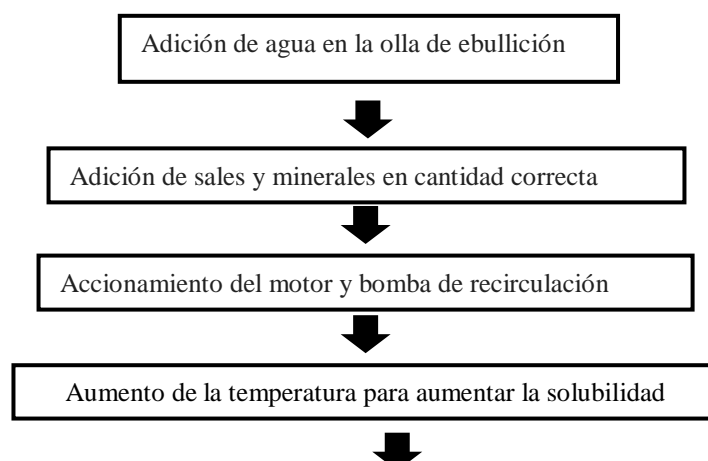 Adición de agua en la olla de ebullición
Adición de sales y minerales en cantidad correcta
Accionamiento del motor y bomba de recirculación
Aumento de la temperatura para aumentar la solubilidad